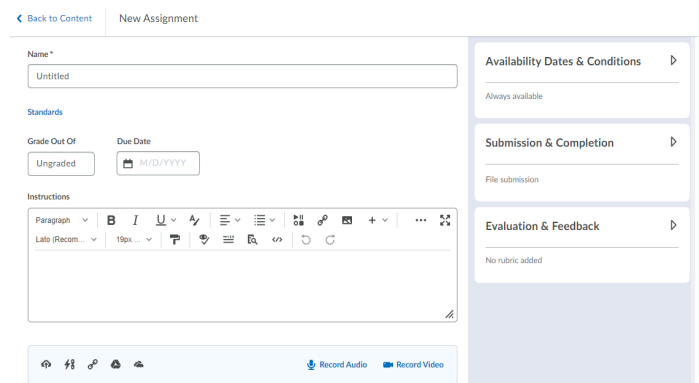 Back to Content
New Assignment
Name *
Untitled
Standards
Grade Out Of
Due Date
Ungraded
M/D/YYYY
Instructions
Paragraph
B I U
Lato (Recom...
19px ...
Record Audio
Record Video
Availability Dates & Conditions
Always available
Submission & Completion
File submission
Evaluation & Feedback
No rubric added